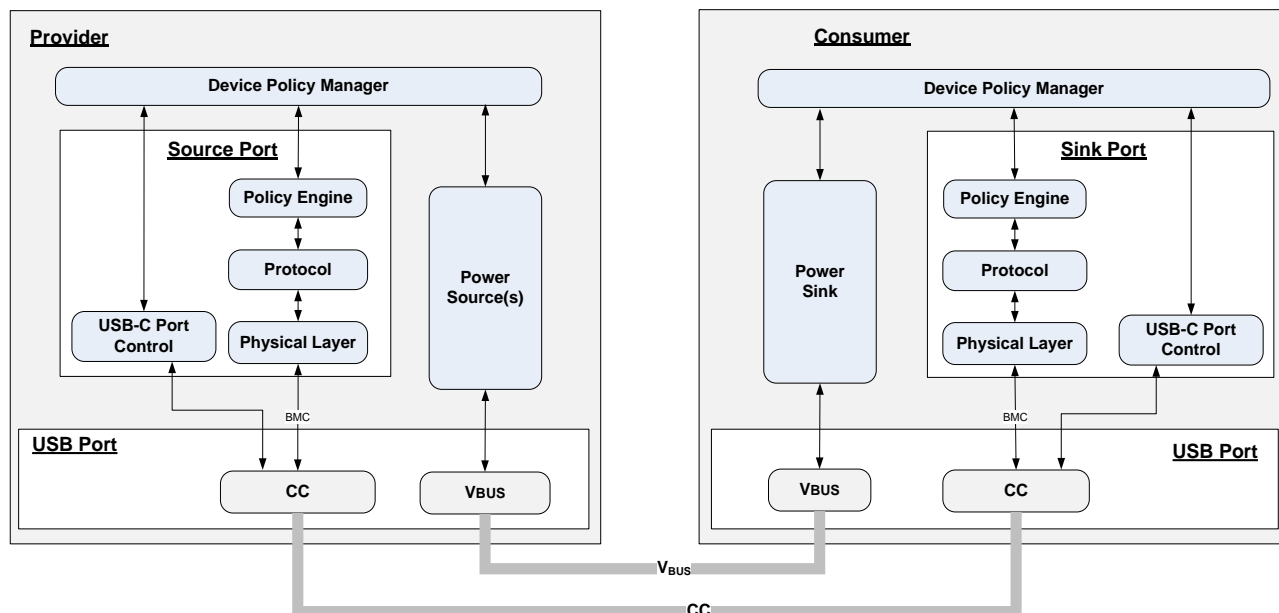 Provider
Device Policy Manager
Source Port
Policy Engine
Protocol
Physical Layer
USB-C Port
Control
Power
Source(s)
BMC
USB Port
CC
VBUS
Consumer
Device Policy Manager
Sink Port
Power
Sink
Policy Engine
Protocol
Physical Layer
USB-C Port
Control
BMC
USB Port
VBUS
CC
VBUS
CC